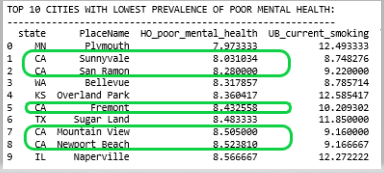 TOP 10 CITIES WITH LOWEST PREVALENCE OF POOR MENTAL HEALTH:
--------------------------------------------------------
state PlaceName HO_poor_mental_health UB_current_smoking
0 MN Plymouth 7.973333 12.493333
1 CA Sunnyvale 8.031034 8.748276
2 CA San Ramon 8.280000 9.220000
4 WA Bellevue 8.317857 8.785714
4 KS Overland Park 8.360417 12.585417
5 CA Fremont 8.432558 10.209302
6 TX Sugar Land 8.483333 11.850000
7 CA Mountain View 8.505000 9.160000
8 CA Newport Beach 8.523810 9.166667
9 IL Naperville 8.566667 12.272222